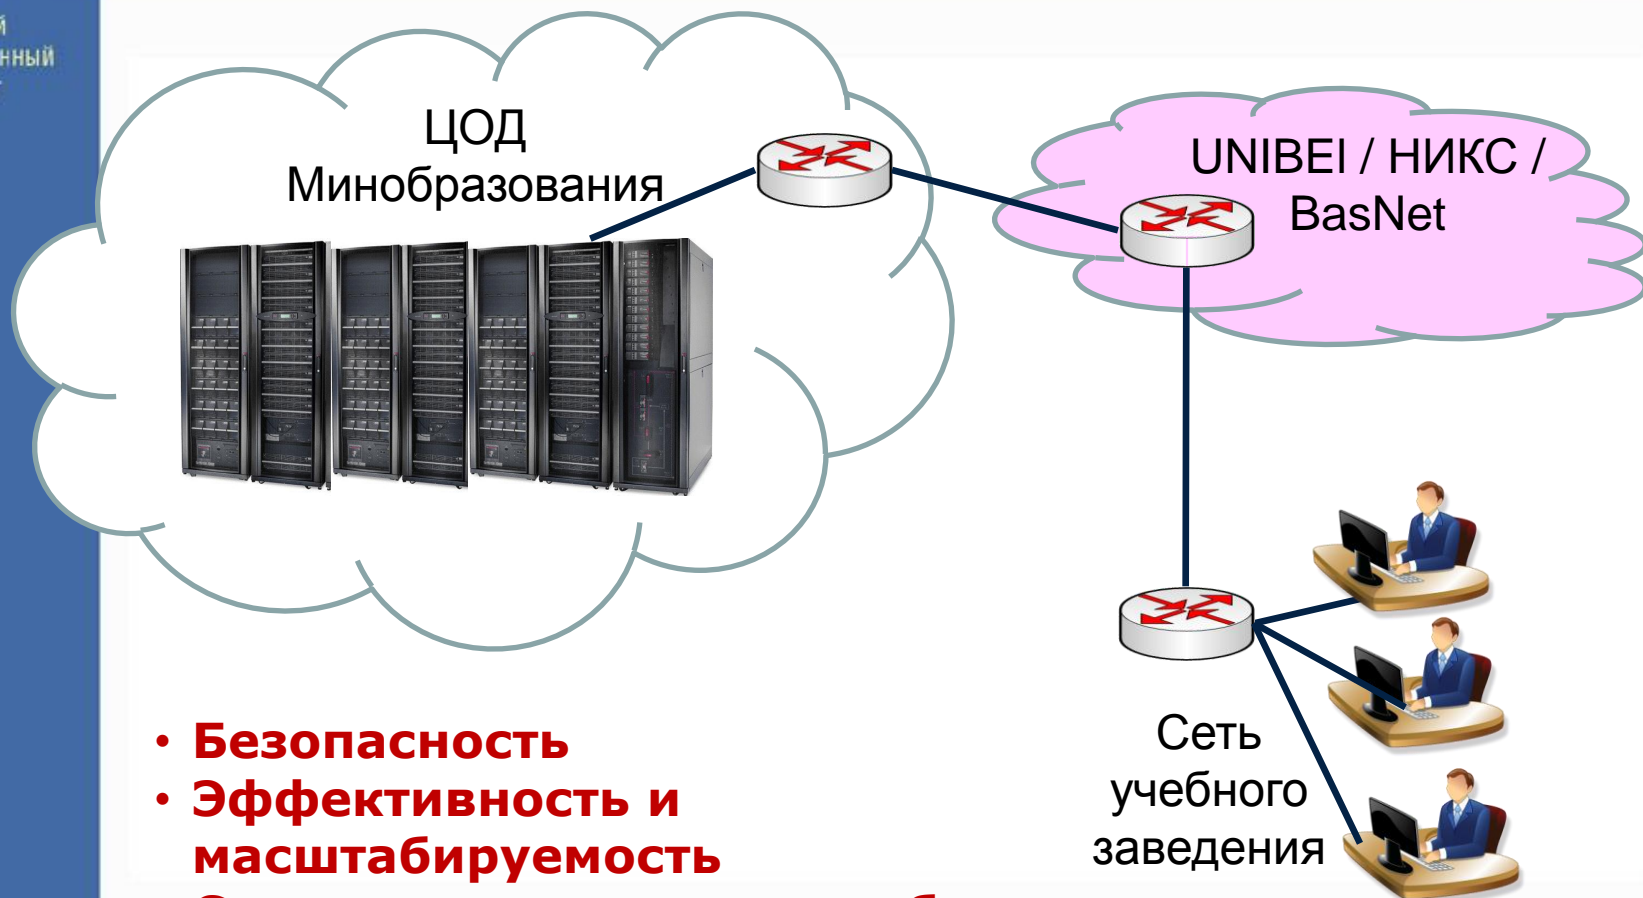 нный
ЦОД
Минобразования
UNIBEI / НИКС /
BasNet
Сеть
учебного
заведения
• Безопасность
• Эффективность и
масштабируемость